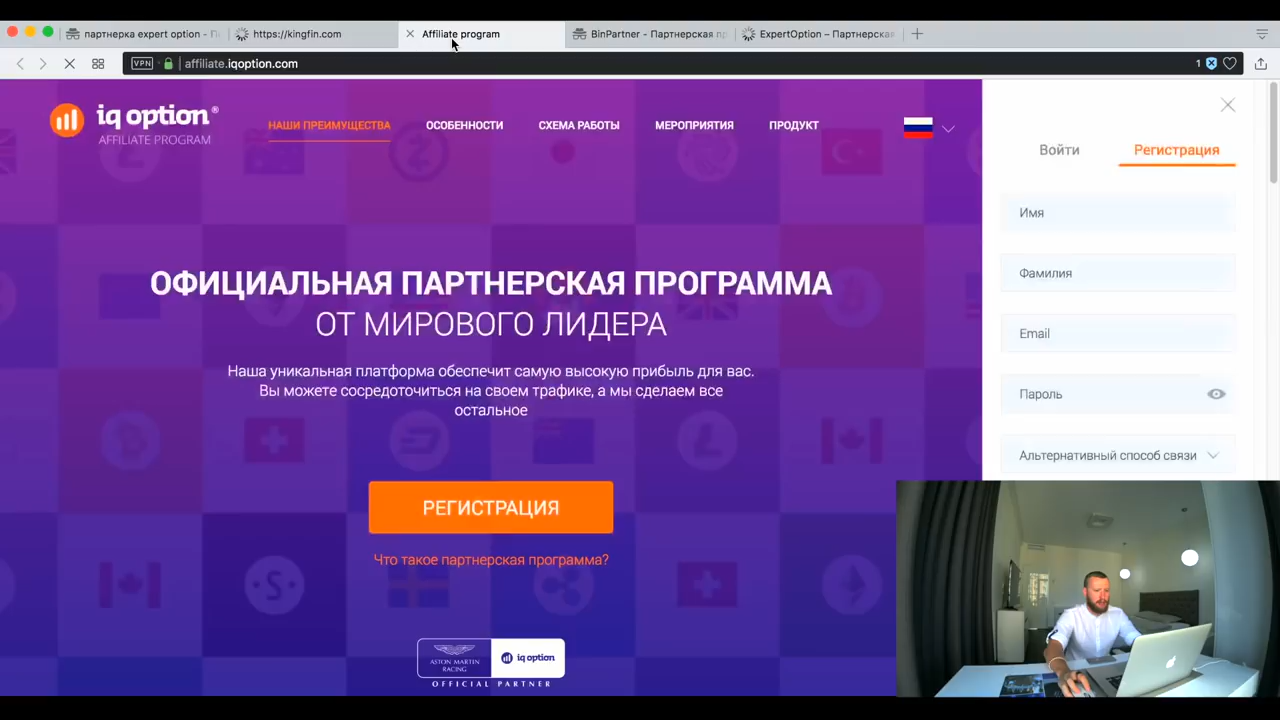 партнерка expert option - П
https://kingfin.com
Affiliate program
BinPartner - Партнерская пр
ExpertOption – Партнерская
VPN
affiliate.iqoption.com
1
iq option®
AFFILIATE PROGRAM
НАШИ ПРЕИМУЩЕСТВА
ОСОБЕННОСТИ
СХЕМА РАБОТЫ
МЕРОПРИЯТИЯ
ПРОДУКТ
Войти
Регистрация
Имя
Фамилия
Email
Пароль
Альтернативный способ связи
ОФИЦИАЛЬНАЯ ПАРТНЕРСКАЯ ПРОГРАММА
ОТ МИРОВОГО ЛИДЕРА
Наша уникальная платформа обеспечит самую высокую прибыль для вас.
Вы можете сосредоточиться на своем трафике, а мы сделаем все
остальное
РЕГИСТРАЦИЯ
Что такое партнерская программа?
ASTON MARTIN
RACING
iq option
OFFICIAL PARTNER